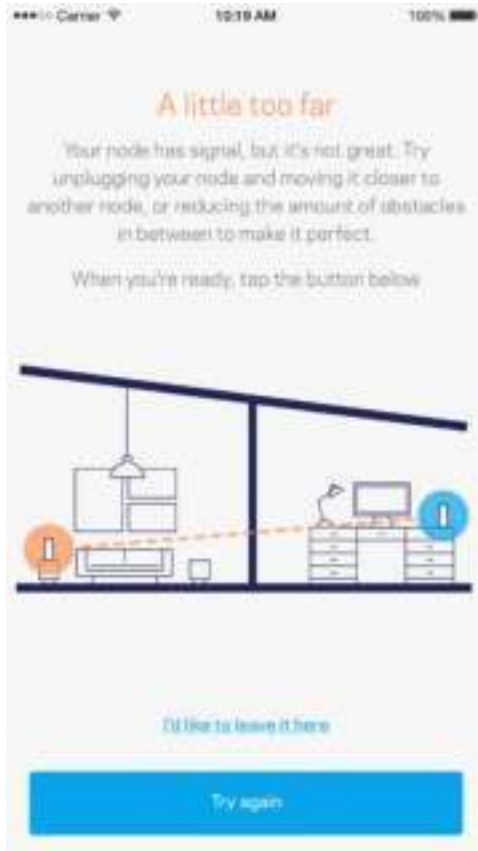 Carrier 10:19 AM 100%
A little too far
Your node has signal, but it's not great. Try
unplugging your node and moving it closer to
another node, or reducing the amount of obstacles
in between to make it perfect.
When you're ready, tap the button below
I'd like to leave it here
Try again